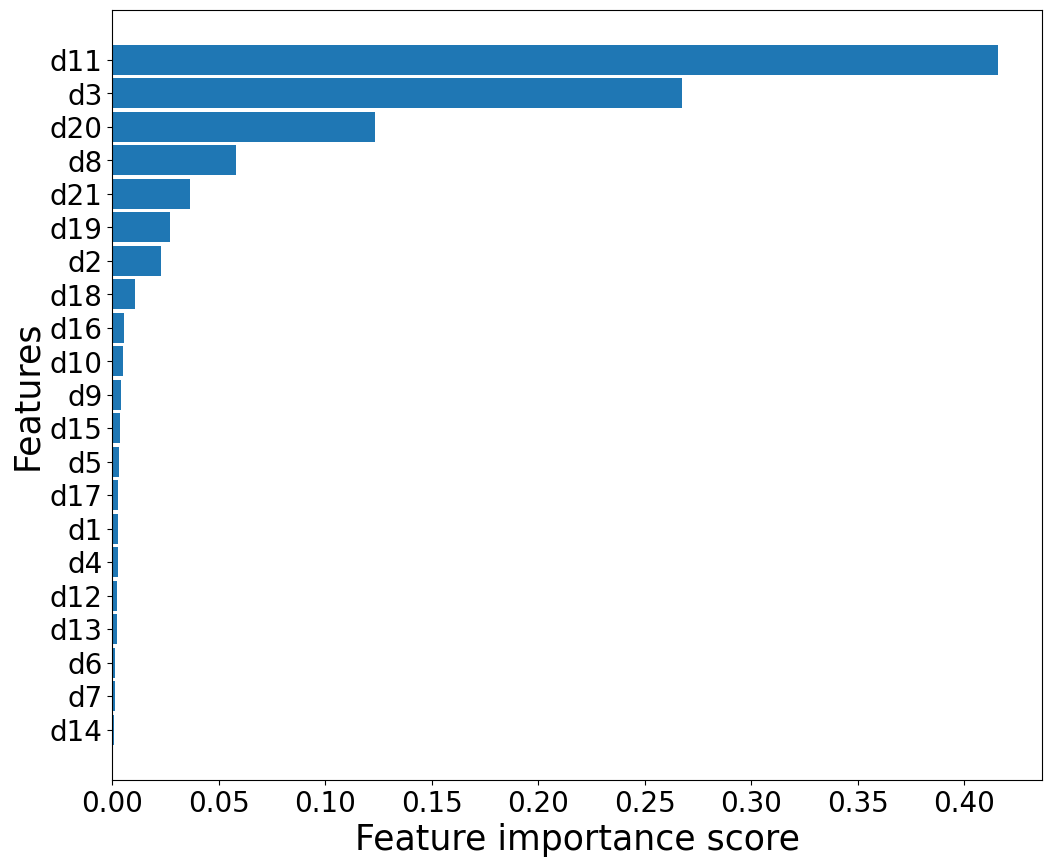 d11
d3
d20
d8
d21
d19
d2
d18
d16
d10
d9
d15
d5
d17
d1
d4
d12
d13
d6
d7
d14
Features
0.00 0.05 0.10 0.15 0.20 0.25 0.30 0.35 0.40
Feature importance score